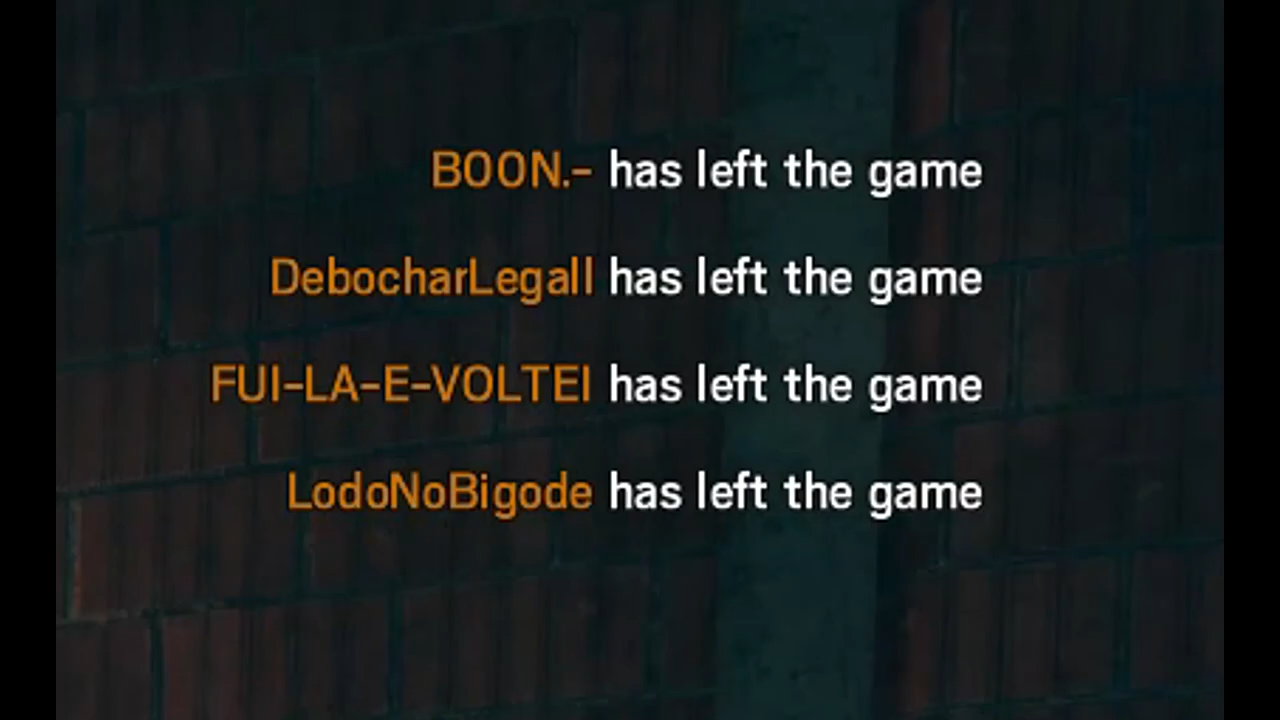 BOON.- has left the game
DebocharLegall has left the game
FUI-LA-E-VOLTEI has left the game
LodoNoBigode has left the game